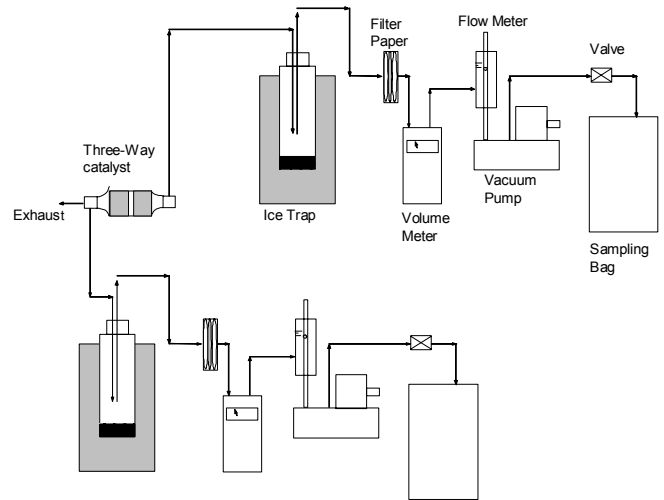 Flow Meter
Filter
Paper
Valve
Three-Way
catalyst
Exhaust
Ice Trap
Volume
Meter
Vacuum
Pump
Sampling
Bag